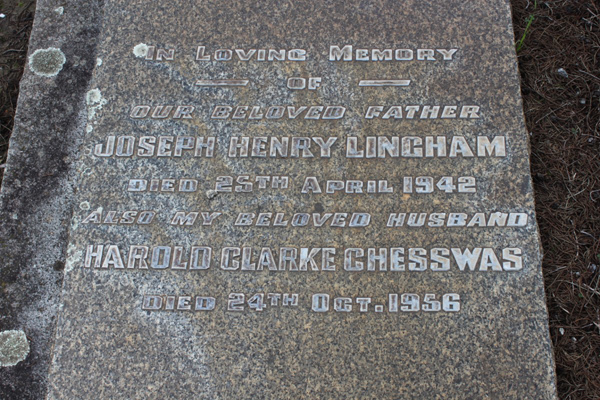 In Loving Memory
of
our beloved father
JOSEPH HENRY LINGHAM
Died 25th April 1942
also my beloved husband
HAROLD CLARKE CHESSWAS
Died 24th Oct. 1956